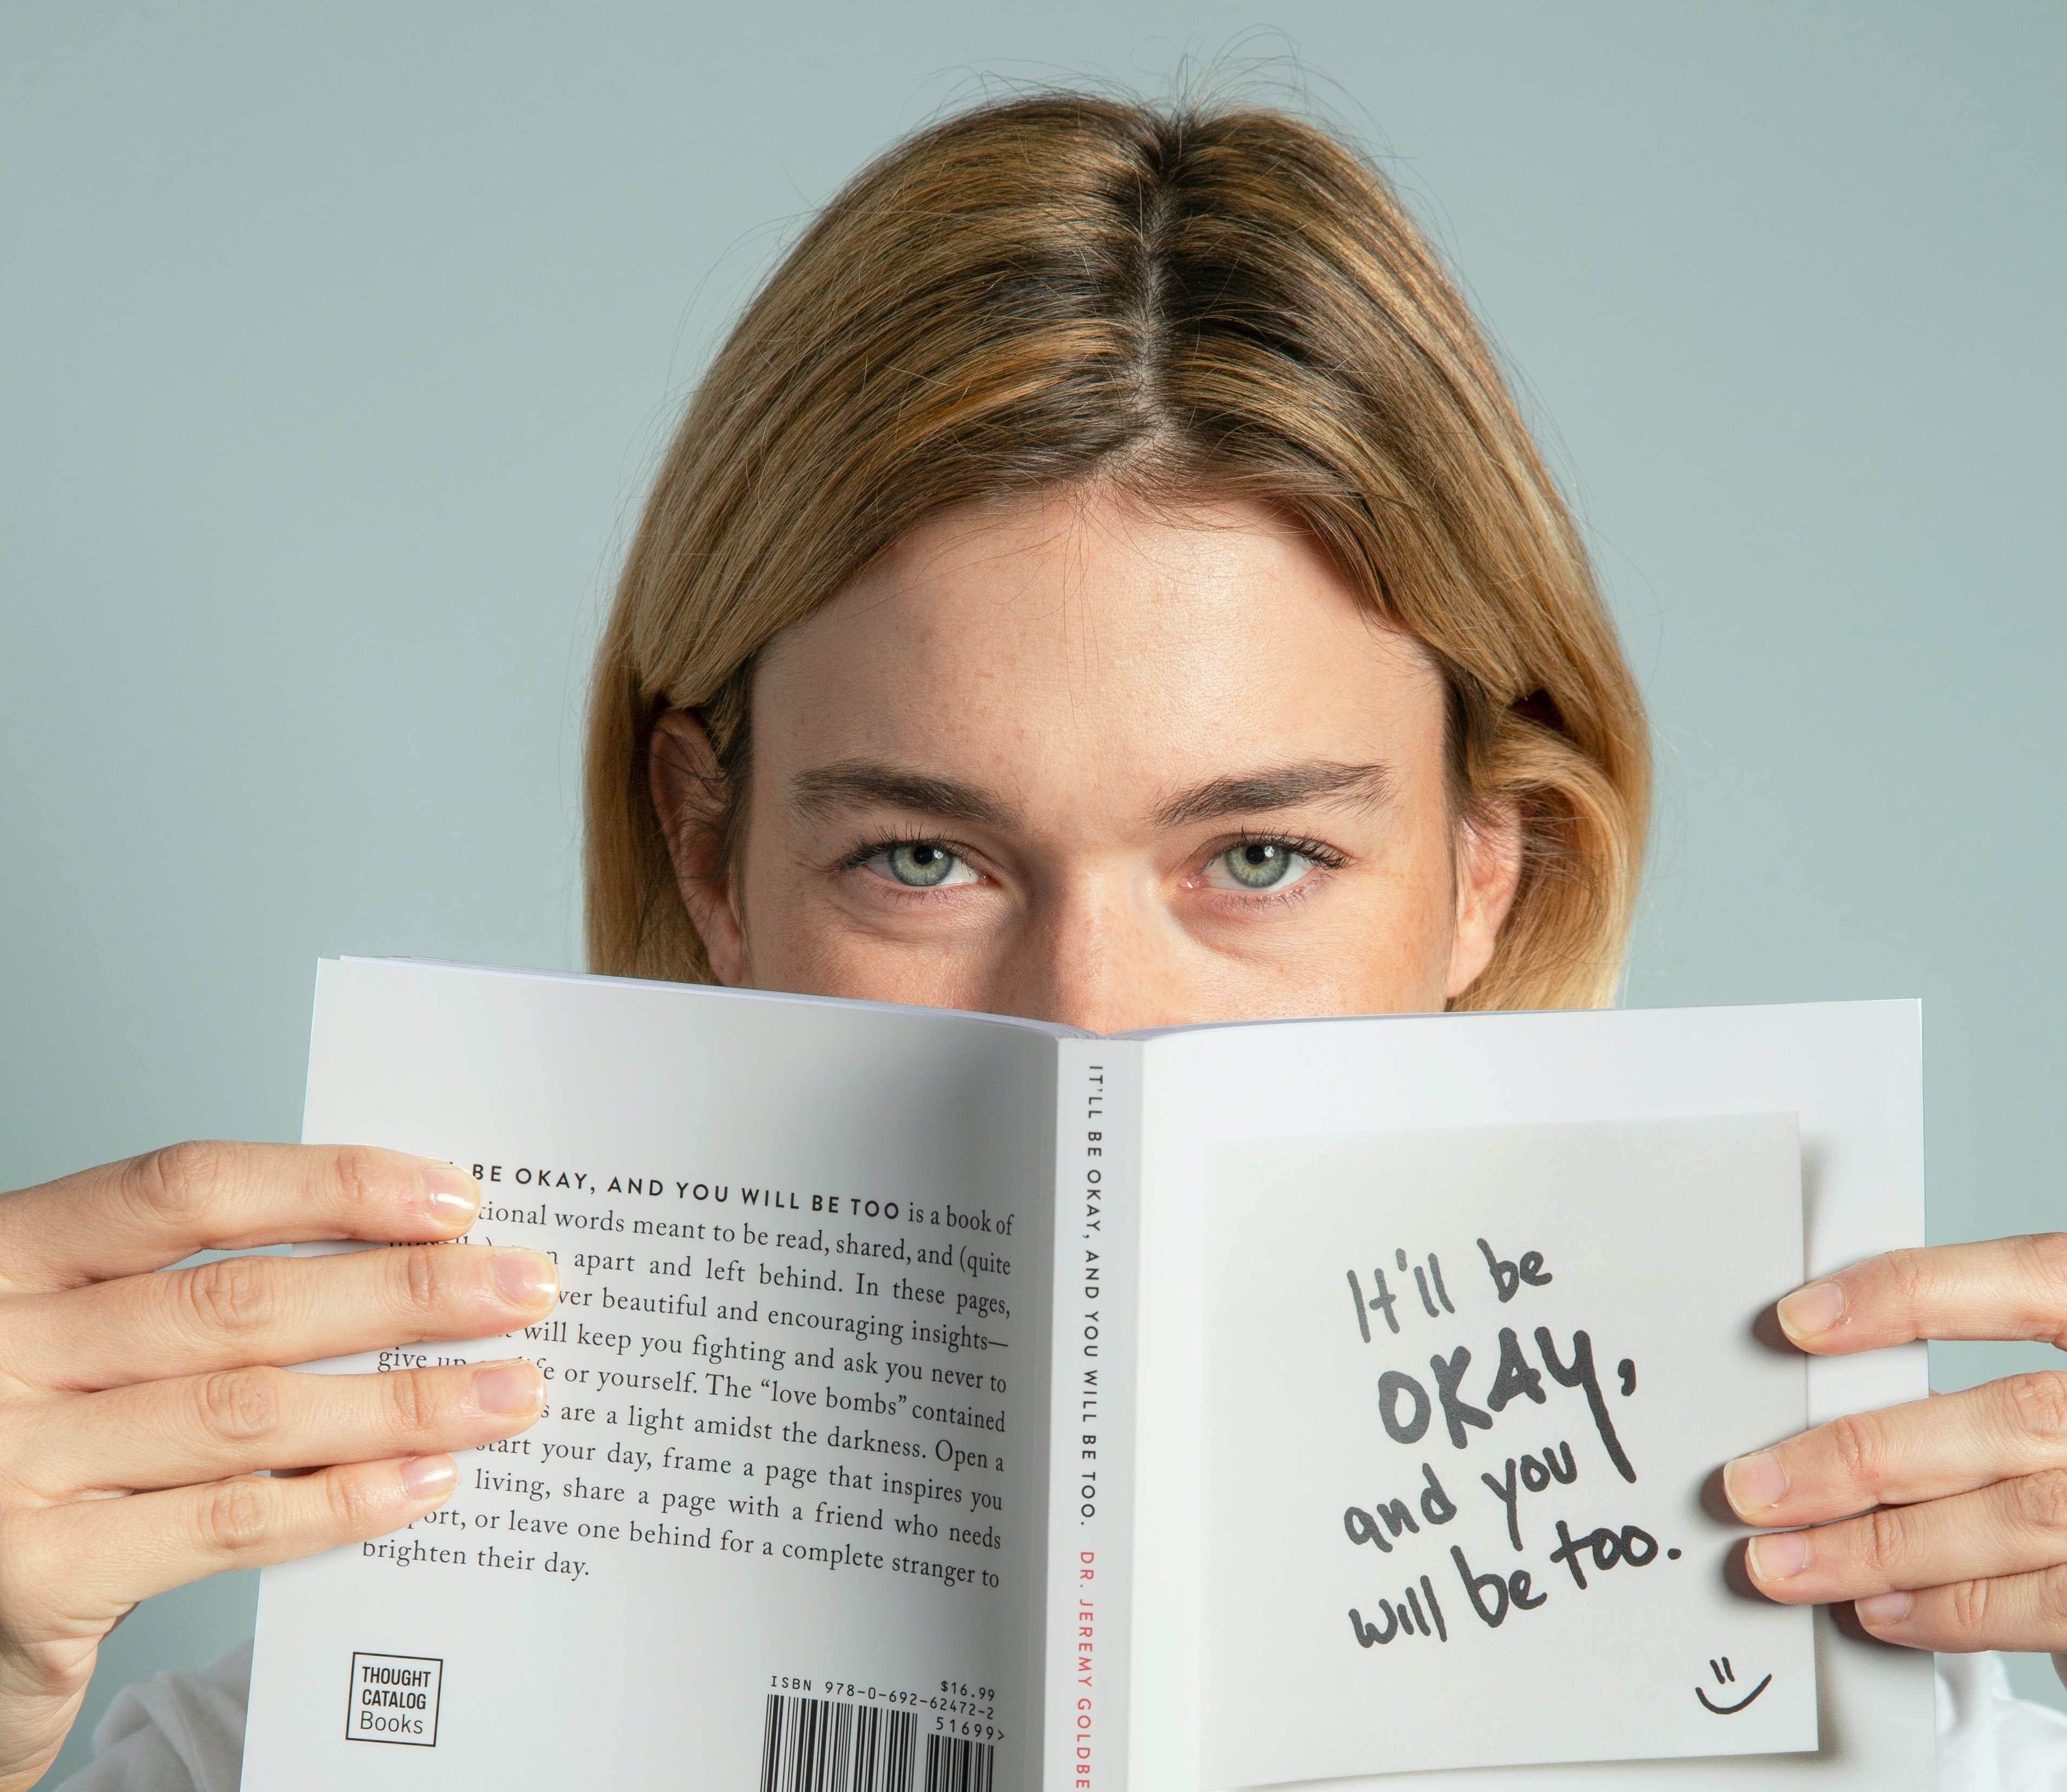 BE OKAY, AND YOU WILL BE TOO is a book of
words meant to be read, shared, and (quite
apart and left behind. In these pages,
beautiful and encouraging insights—
will keep you fighting and ask you never to
give up or yourself. The “love bombs” contained
are a light amidst the darkness. Open a
start your day, frame a page that inspires you
living, share a page with a friend who needs
or leave one behind for a complete stranger to
brighten their day.
THOUGHT
CATALOG
Books
$16.99
ISBN 978-0-692-62472-2
51699>
IT'LL BE OKAY, AND YOU WILL BE TOO. DR. JEREMY GOLDBE
It'll be
OKAY,
and you
will be too.